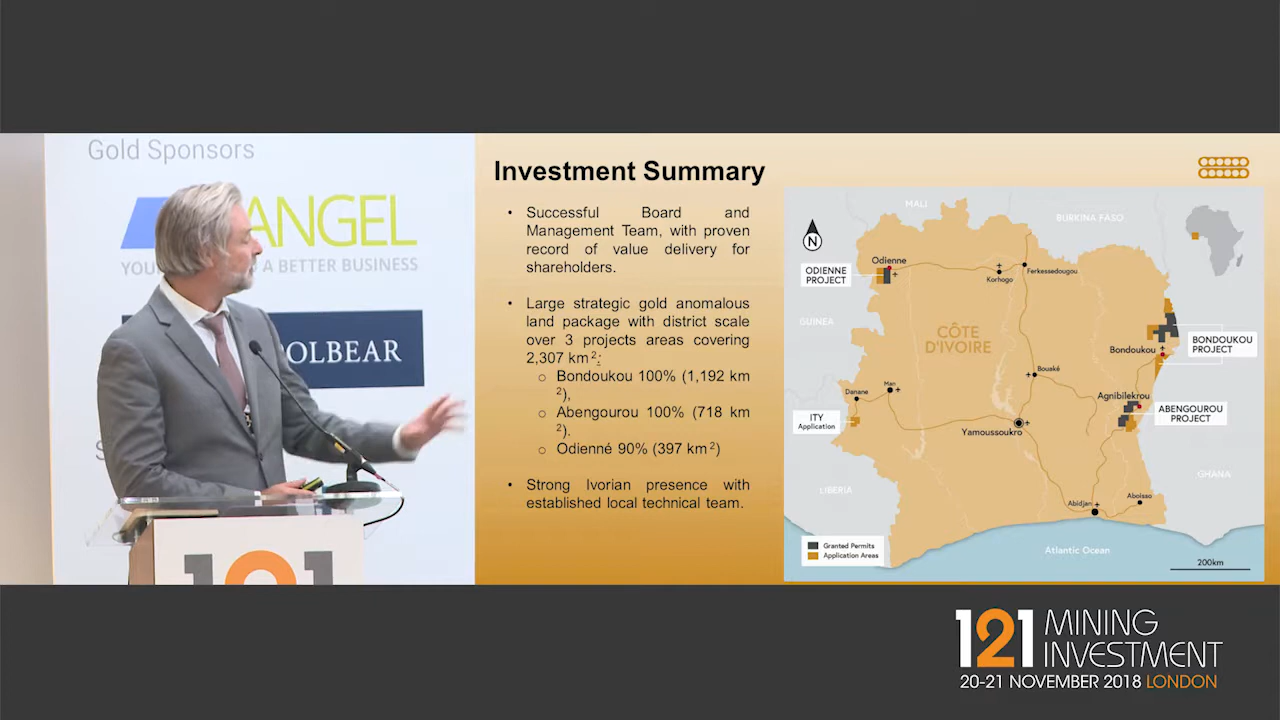 Gold Sponsors
ANGEL
YOU
A BETTER BUSINESS
OLBEAR
S
121
Investment Summary
• Successful Board and
Management Team, with proven
record of value delivery for
shareholders.
• Large strategic gold anomalous
land package with district scale
over 3 projects areas covering
2,307 km²:
o Bondoukou 100% (1,192 km
²),
o Abengourou 100% (718 km
²).
o Odienné 90% (397 km²)
• Strong Ivorian presence with
established local technical team.
MALI
BURKINA FASO
N
Odienne
ODIENNE
PROJECT
Korhogo
Ferkessedougou
GUINEA
CÔTE
D'IVOIRE
Bondoukou
BONDOUKOU
PROJECT
Bouaké
Danane
Man
Agnibilekrou
ABENGOUROU
PROJECT
ITY
Application
Yamoussoukro
GHANA
LIBERIA
Abidjan
Aboisso
Granted Permits
Application Areas
Atlantic Ocean
200km
121 MINING
INVESTMENT
20-21 NOVEMBER 2018 LONDON